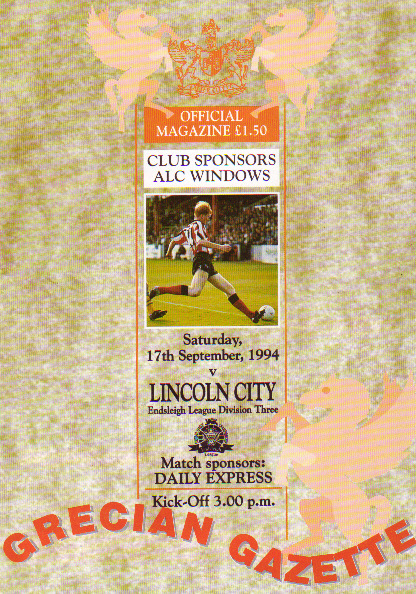 OFFICIAL
MAGAZINE £1.50
CLUB SPONSORS
ALC WINDOWS
Saturday,
17th September, 1994
v
LINCOLN CITY
Endsleigh League Division Three
Match sponsors:
DAILY EXPRESS
Kick-Off 3.00 p.m.
GRECIAN GAZETTE